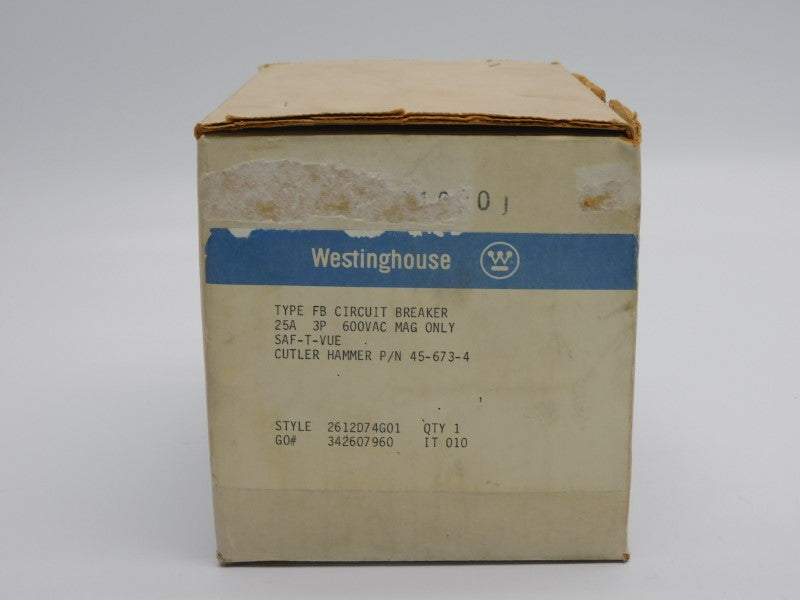 Westinghouse
TYPE FB CIRCUIT BREAKER
25A 3P 600VAC MAG ONLY
SAF-T-VUE
CUTLER HAMMER P/N 45-673-4
STYLE 2612D74G01 QTY 1
GO# 342607960 IT 010